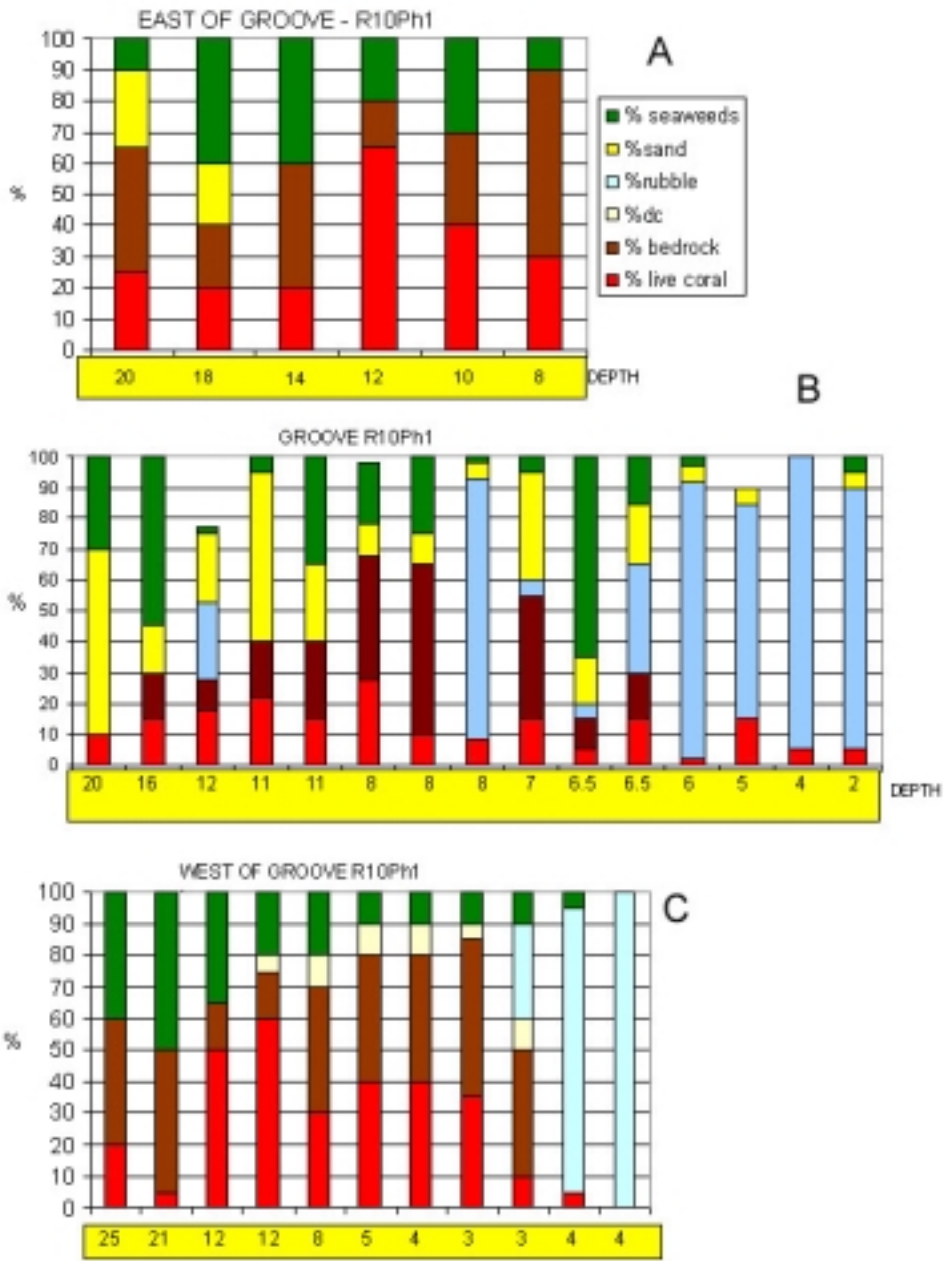 EAST OF GROOVE - R10Ph1
A
100
90
80
70
60
50
40
30
20
10
0
%
% seaweeds
%sand
%rubble
%dc
% bedrock
% live coral
20 18 14 12 10 8 DEPTH
B
GROOVE R10Ph1
100
90
80
70
60
50
40
30
20
10
0
%
20 16 12 11 11 8 8 8 7 6.5 6.5 6 5 4 2 DEPTH
WEST OF GROOVE R10Ph1
C
100
90
80
70
60
50
40
30
20
10
0
%
25 21 12 12 8 5 4 3 3 4 4